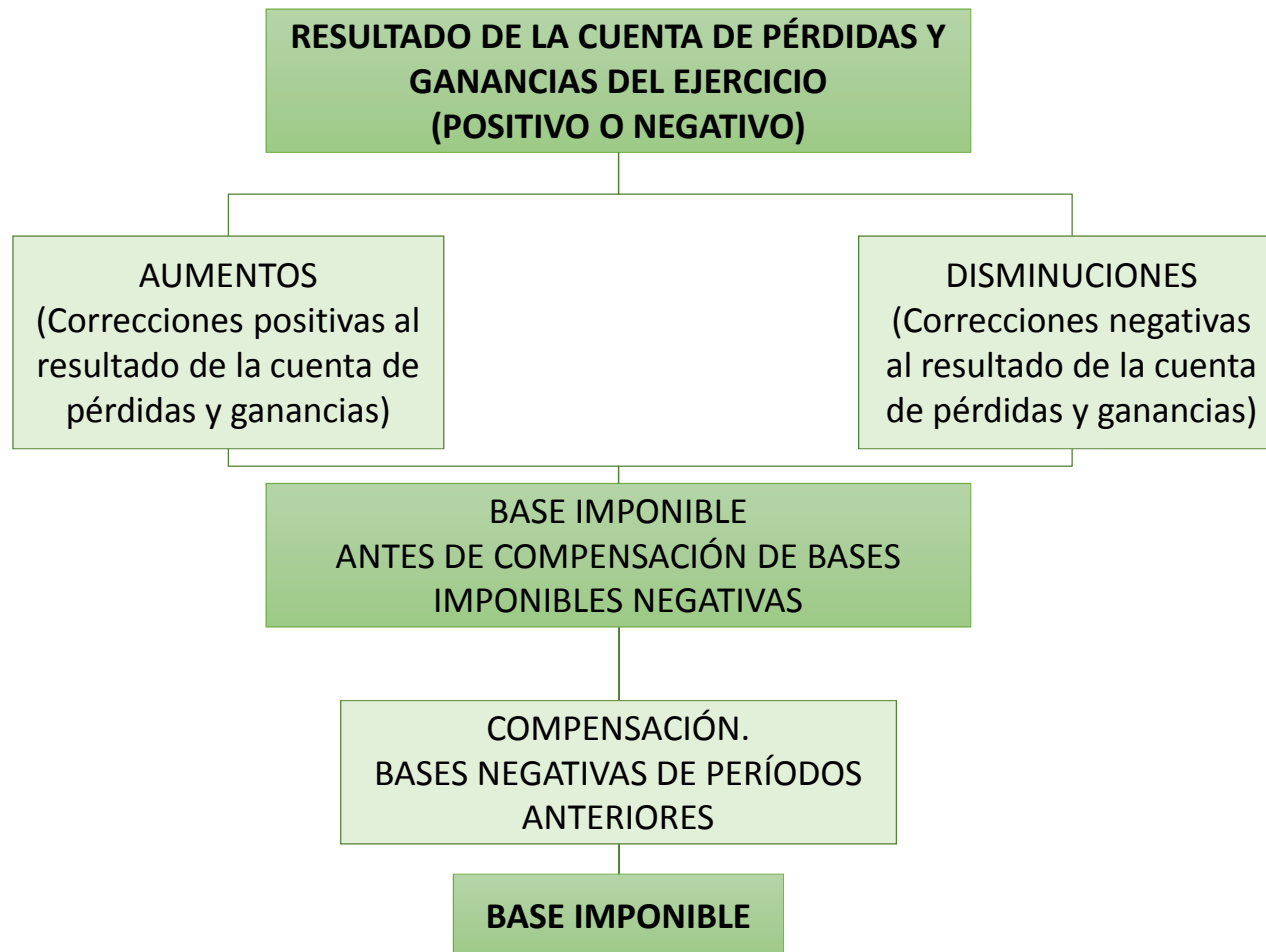 RESULTADO DE LA CUENTA DE PÉRDIDAS Y
GANANCIAS DEL EJERCICIO
(POSITIVO O NEGATIVO)
AUMENTOS
(Correcciones positivas al
resultado de la cuenta de
pérdidas y ganancias)
DISMINUCIONES
(Correcciones negativas
al resultado de la cuenta
de pérdidas y ganancias)
BASE IMPONIBLE
ANTES DE COMPENSACIÓN DE BASES
IMPONIBLES NEGATIVAS
COMPENSACIÓN.
BASES NEGATIVAS DE PERÍODOS
ANTERIORES
BASE IMPONIBLE